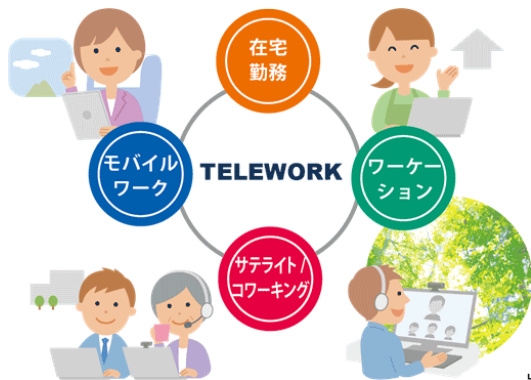 在宅
勤務
モバイル
ワーク
TELEWORK
ワーケー
ション
サテライト/
コワーキング